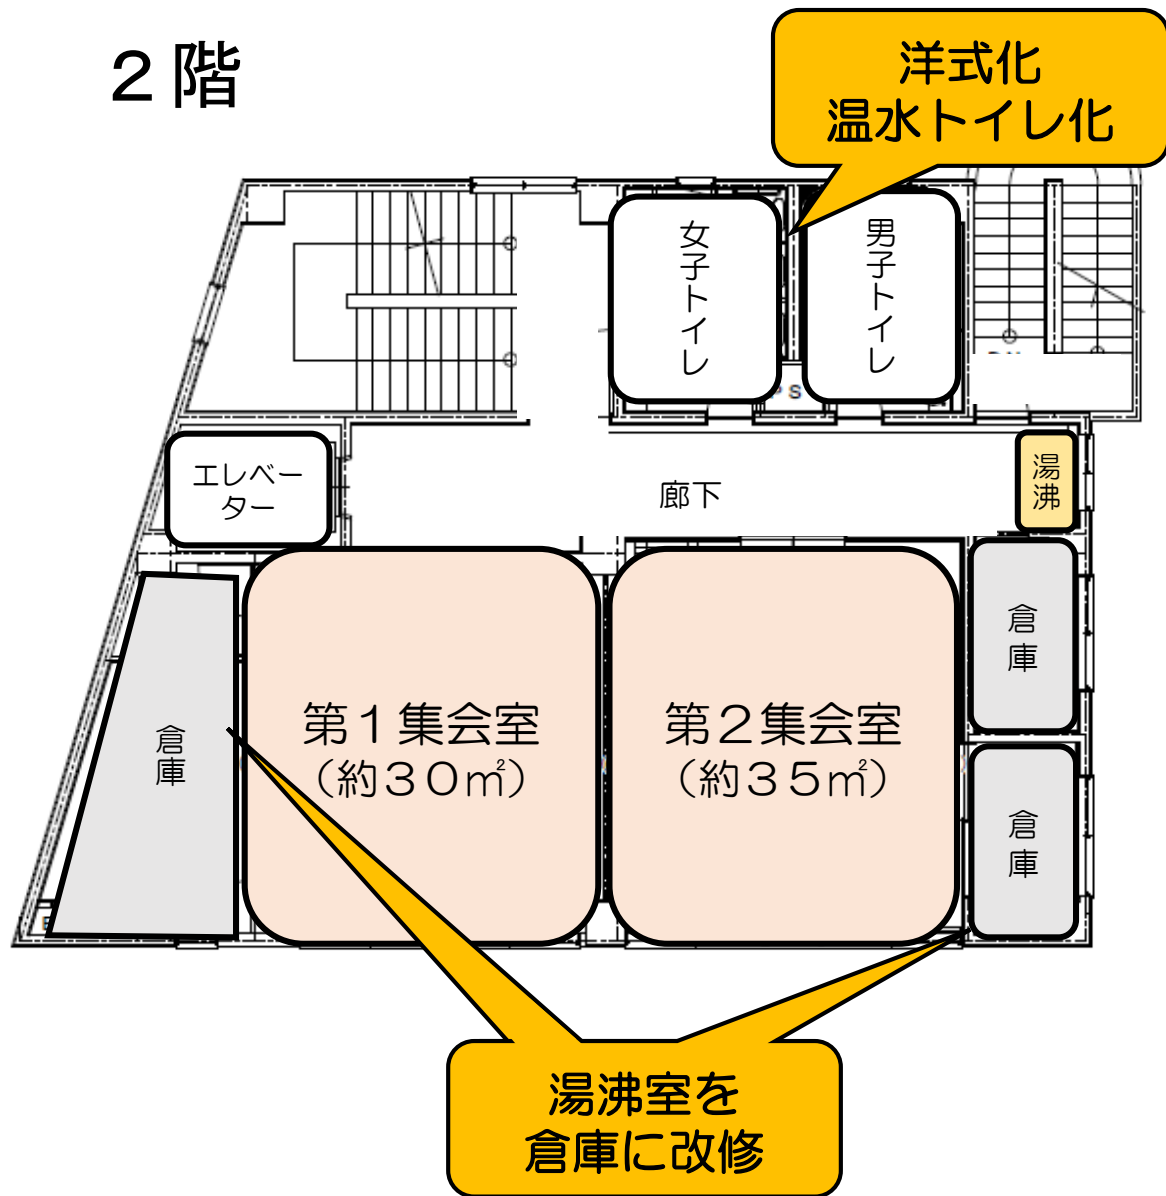 ２階
洋式化
温水トイレ化
女子トイレ
男子トイレ
PS
エレベー
ター
廊下
湯沸
倉庫
第１集会室
（約３０㎡）
第２集会室
（約３５㎡）
倉庫
倉庫
湯沸室を
倉庫に改修